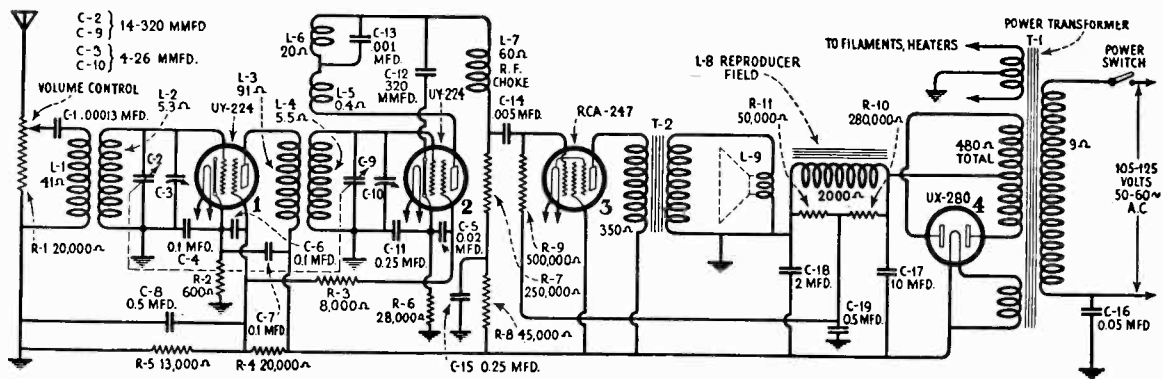 C-2
C-9
14-320 MMFD.
C-3
C-10
4-26 MMFD.
VOLUME CONTROL
C-1 .00013 MFD.
L-1
41Ω
R-1 20,000Ω
L-2
5.3Ω
C-2
C-3
UY-224
1
L-3
91Ω
L-4
5.5Ω
0.1 MFD.
C-4
R-2
600Ω
C-6
0.1 MFD.
C-7
0.1 MFD
C-8
0.5 MFD.
R-5 13,000Ω
R-4 20,000Ω
L-6
20Ω
C-13
.001
MFD.
L-5
0.4Ω
C-12
320
MMFD.
UY-224
2
L-7
60Ω
R.F.
CHOKE
C-14
.005 MFD.
C-9
C-10
C-11
0.25 MFD.
C-5
0.02
MFD.
R-3
8,000Ω
R-6
28,000Ω
C-15 0.25 MFD.
R-8 45,000Ω
R-7
250,000Ω
R-9
500,000Ω
RCA-247
3
350Ω
T-2
L-9
L-8 REPRODUCER
FIELD
R-11
50,000Ω
R-10
280,000Ω
2000Ω
C-18
2 MFD.
C-19
0.5 MFD.
C-17
10 MFD.
TO FILAMENTS, HEATERS
POWER TRANSFORMER
T-1
POWER
SWITCH
480Ω
TOTAL
9Ω
UX-280
4
105-125
VOLTS
50-60~
A.C
C-16
0.05 MFD